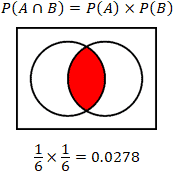 P(A ∩ B) = P(A) × P(B)
1/6 × 1/6 = 0.0278